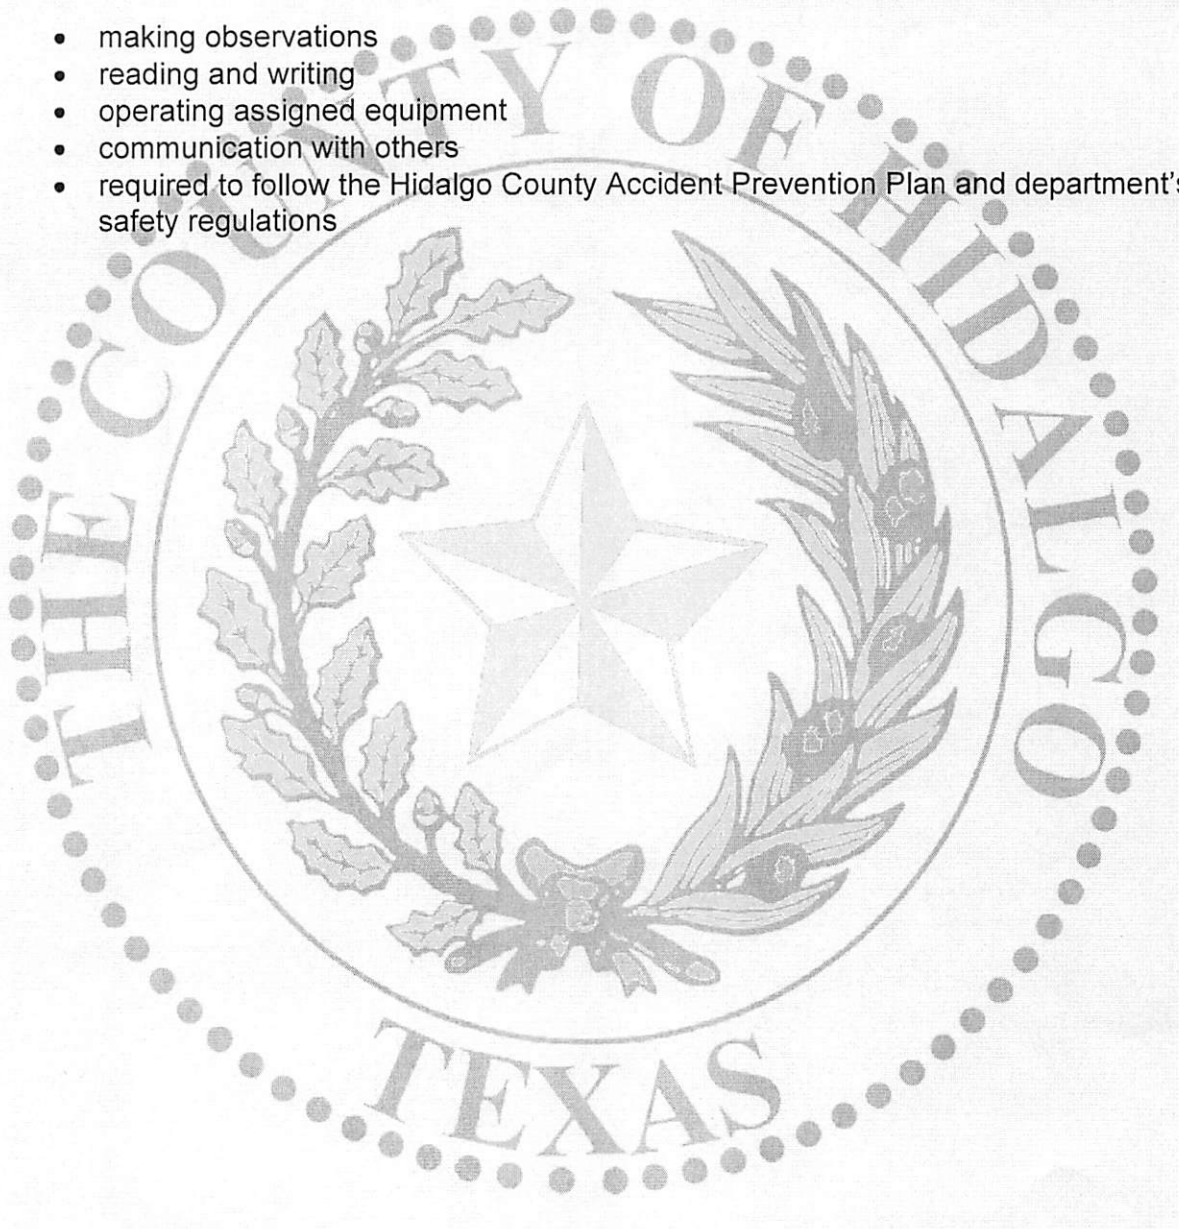 • making observations
• reading and writing
• operating assigned equipment
• communication with others
• required to follow the Hidalgo County Accident Prevention Plan and department's
safety regulations
THE COUNTY OF HIDALGO
TEXAS